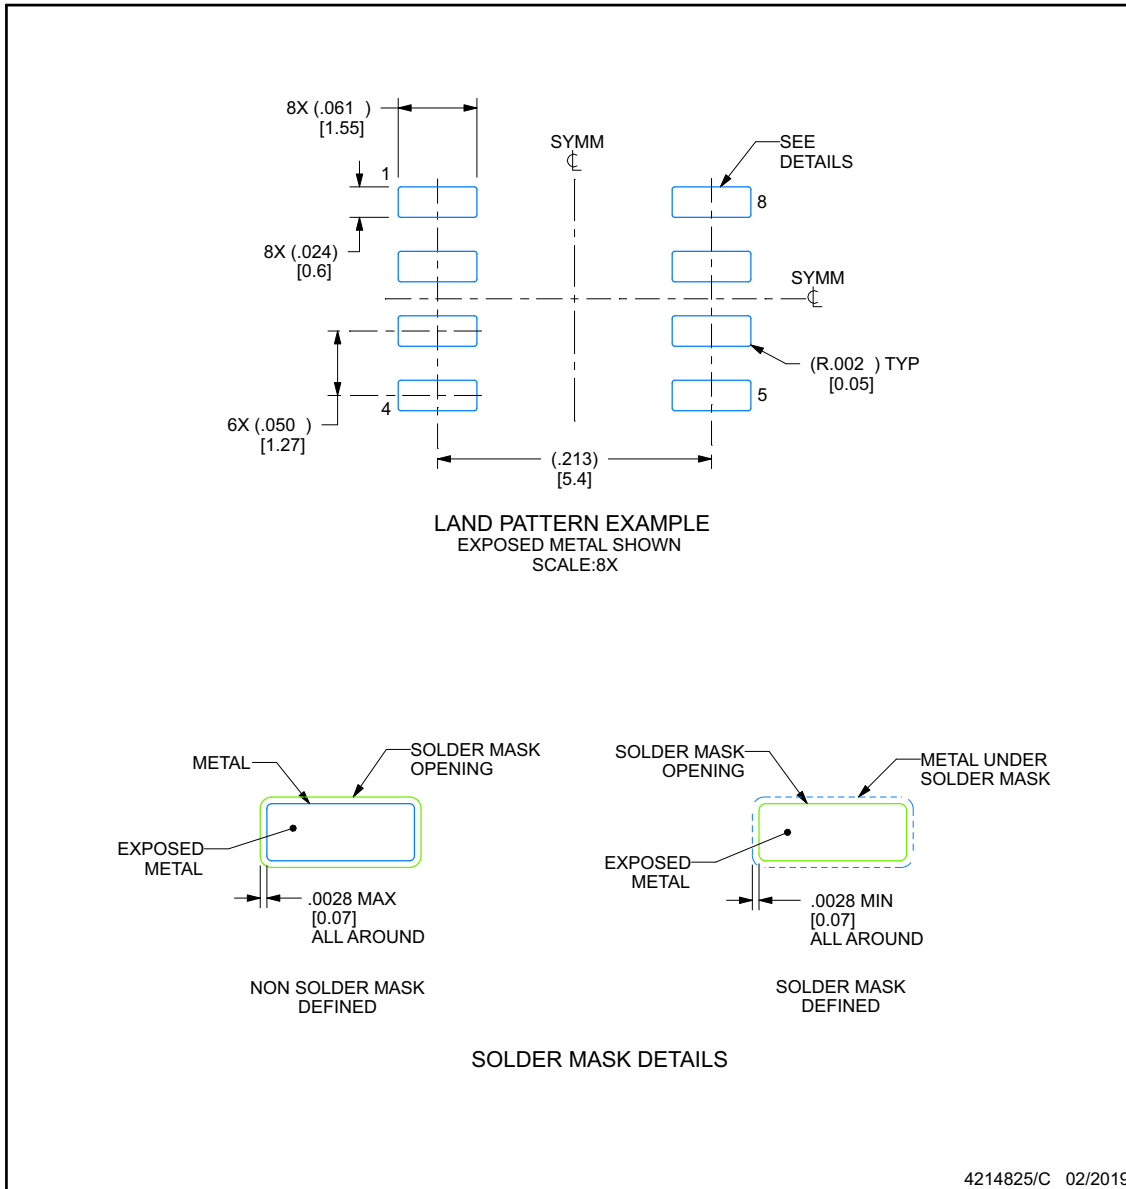 8X (.061 )
[1.55]
SYMM
SEE
DETAILS
1
8
8X (.024)
[0.6]
SYMM
(R.002 ) TYP
[0.05]
4
5
6X (.050 )
[1.27]
(.213)
[5.4]
LAND PATTERN EXAMPLE
EXPOSED METAL SHOWN
SCALE:8X
METAL
SOLDER MASK
OPENING
EXPOSED
METAL
.0028 MAX
[0.07]
ALL AROUND
NON SOLDER MASK
DEFINED
SOLDER MASK
OPENING
METAL UNDER
SOLDER MASK
EXPOSED
METAL
.0028 MIN
[0.07]
ALL AROUND
SOLDER MASK
DEFINED
SOLDER MASK DETAILS
4214825/C 02/2019